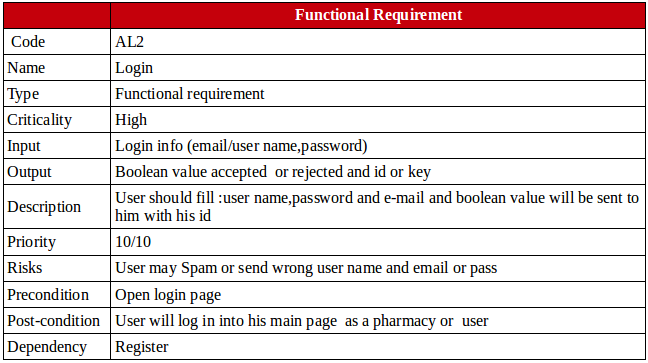 Functional Requirement
Code AL2
Name Login
Type Functional requirement
Criticality High
Input Login info (email/user name,password)
Output Boolean value accepted  or rejected and id or key
Description User should fill :user name,password and e-mail and boolean value will be sent to
him with his id
Priority 10/10
Risks User may Spam or send wrong user name and email or pass
Precondition Open login page
Post-condition User will log in into his main page  as a pharmacy or  user
Dependency Register